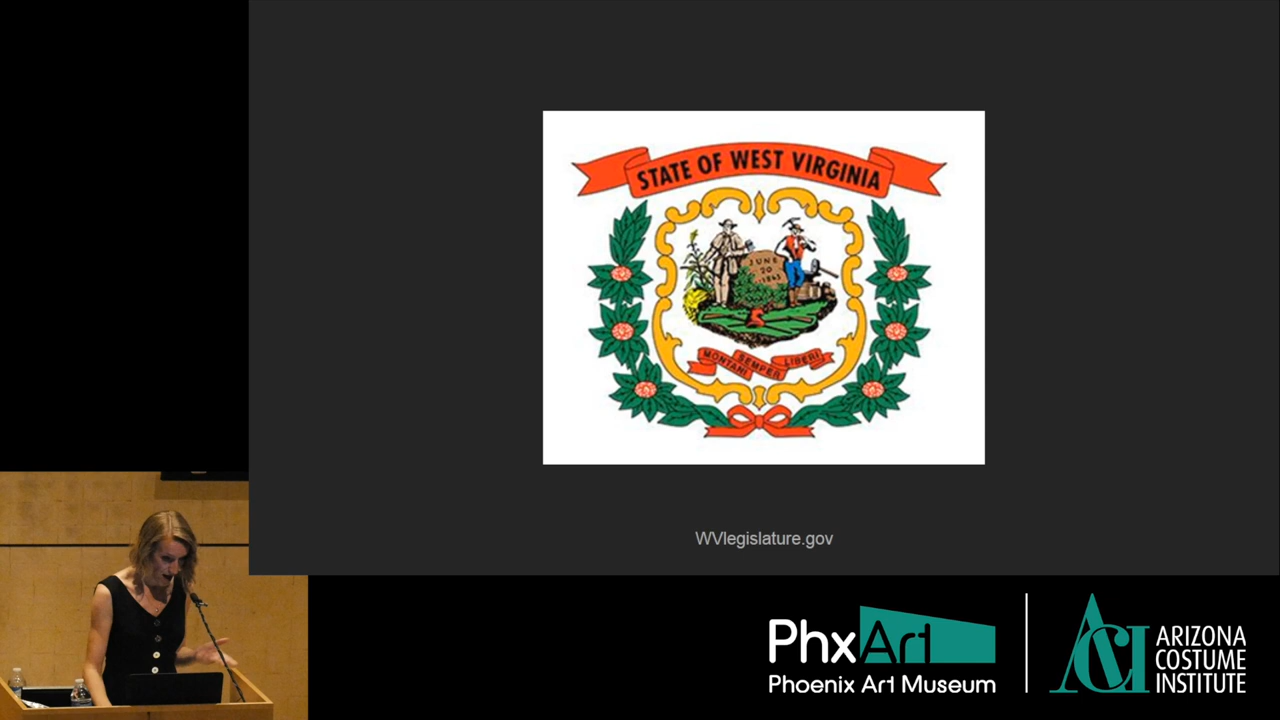 STATE OF WEST VIRGINIA
JUNE
20
1863
MONTANI SEMPER LIBERI
WVlegislature.gov
PhxArt
Phoenix Art Museum
ACI
ARIZONA
COSTUME
INSTITUTE